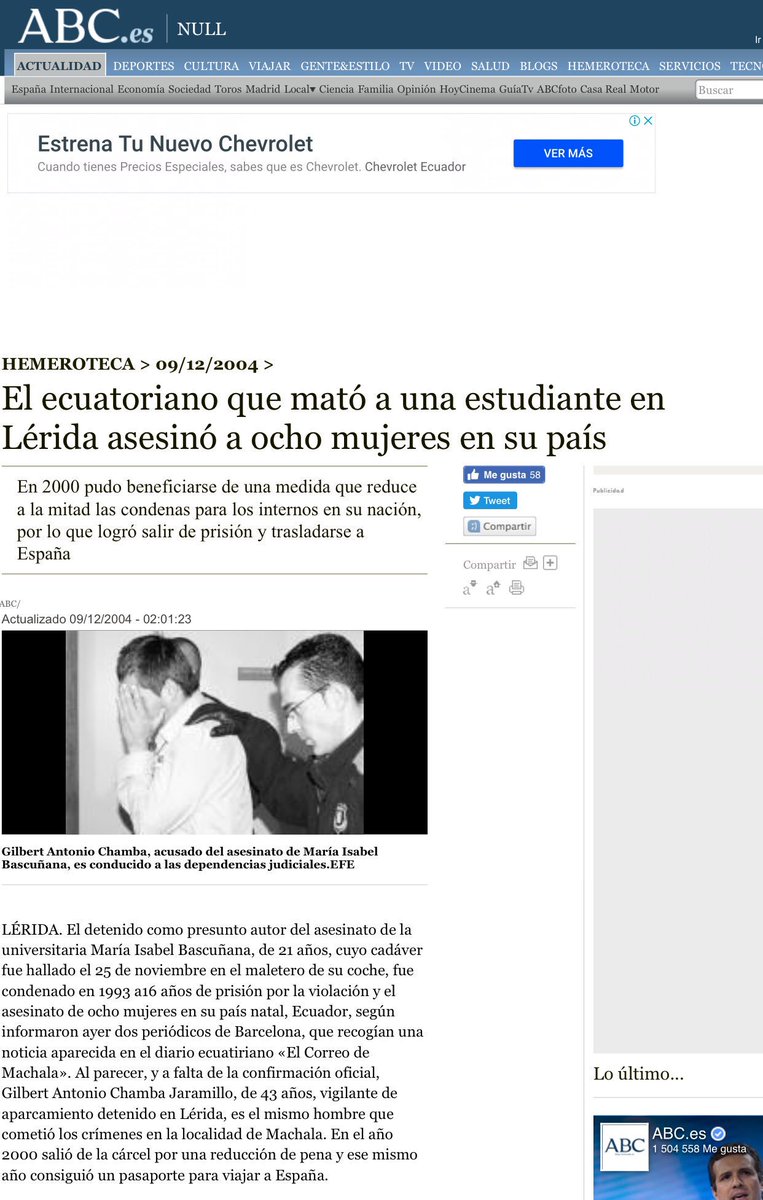 ABC.es NULL
Ir
ACTUALIDAD DEPORTES CULTURA VIAJAR GENTE&ESTILO TV VIDEO SALUD BLOGS HEMEROTECA SERVICIOS TECN
España Internacional Economía Sociedad Toros Madrid Local▾ Ciencia Familia Opinión HoyCinema GuíaTv ABCfoto Casa Real Motor Buscar
Estrena Tu Nuevo Chevrolet
Cuando tienes Precios Especiales, sabes que es Chevrolet. Chevrolet Ecuador
VER MÁS
HEMEROTECA > 09/12/2004 >
El ecuatoriano que mató a una estudiante en
Lérida asesinó a ocho mujeres en su país
En 2000 pudo beneficiarse de una medida que reduce
a la mitad las condenas para los internos en su nación,
por lo que logró salir de prisión y trasladarse a
España
Me gusta 58
Tweet
Compartir
Compartir
a a
Publicidad
ABC/
Actualizado 09/12/2004 - 02:01:23
Gilbert Antonio Chamba, acusado del asesinato de María Isabel
Bascuñana, es conducido a las dependencias judiciales.EFE
LÉRIDA. El detenido como presunto autor del asesinato de la
universitaria María Isabel Bascuñana, de 21 años, cuyo cadáver
fue hallado el 25 de noviembre en el maletero de su coche, fue
condenado en 1993 a16 años de prisión por la violación y el
asesinato de ocho mujeres en su país natal, Ecuador, según
informaron ayer dos periódicos de Barcelona, que recogían una
noticia aparecida en el diario ecuatiriano «El Correo de
Machala». Al parecer, y a falta de la confirmación oficial,
Gilbert Antonio Chamba Jaramillo, de 43 años, vigilante de
aparcamiento detenido en Lérida, es el mismo hombre que
cometió los crímenes en la localidad de Machala. En el año
2000 salió de la cárcel por una reducción de pena y ese mismo
año consiguió un pasaporte para viajar a España.
Lo último...
ABC
ABC.es
1 504 558 Me gusta